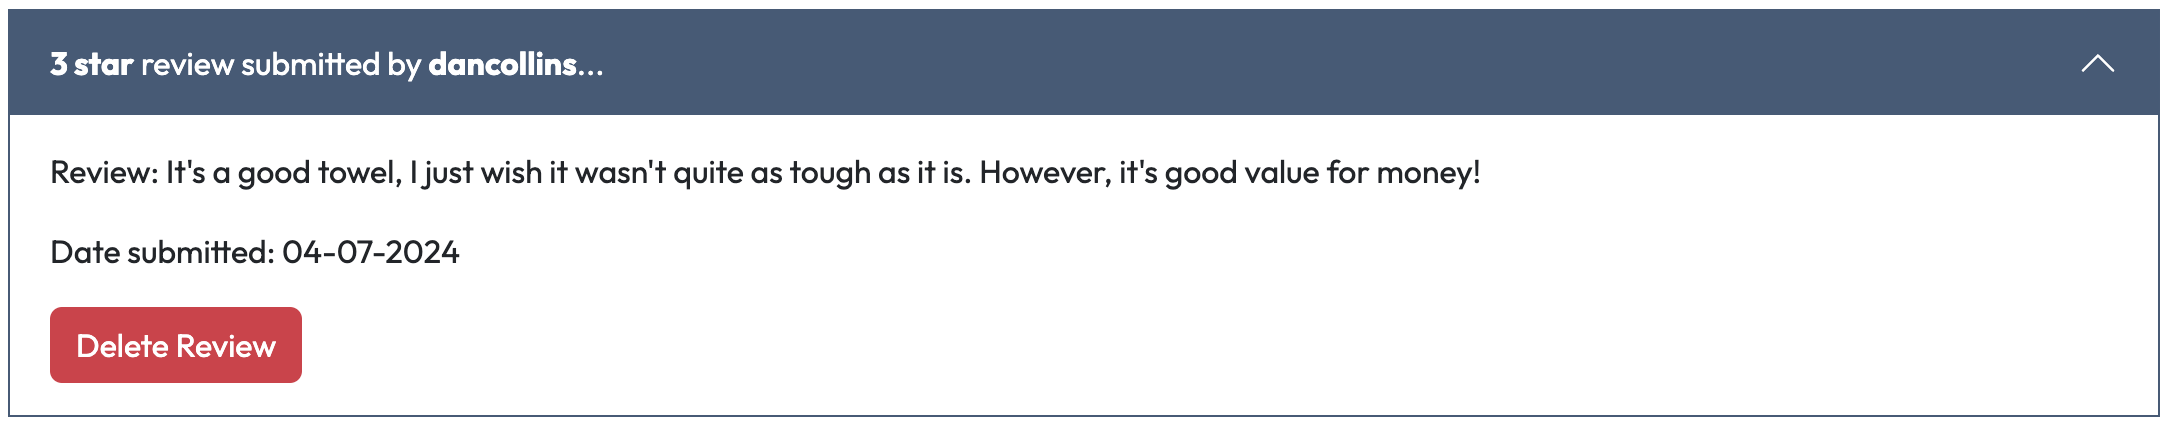 3 star review submitted by dancollins...
Review: It's a good towel, I just wish it wasn't quite as tough as it is. However, it's good value for money!
Date submitted: 04-07-2024
Delete Review